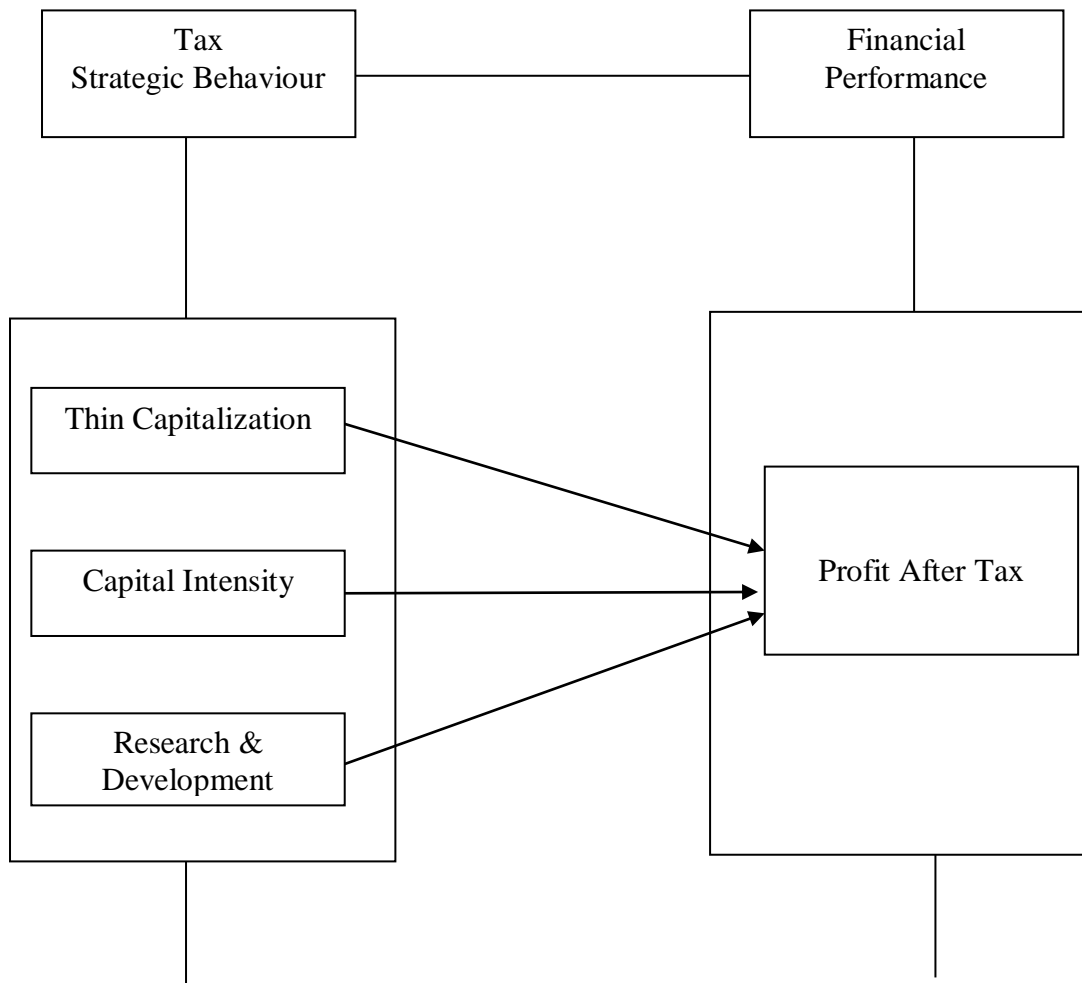 Tax
Strategic Behaviour
Financial
Performance
Thin Capitalization
Capital Intensity
Profit After Tax
Research &
Development